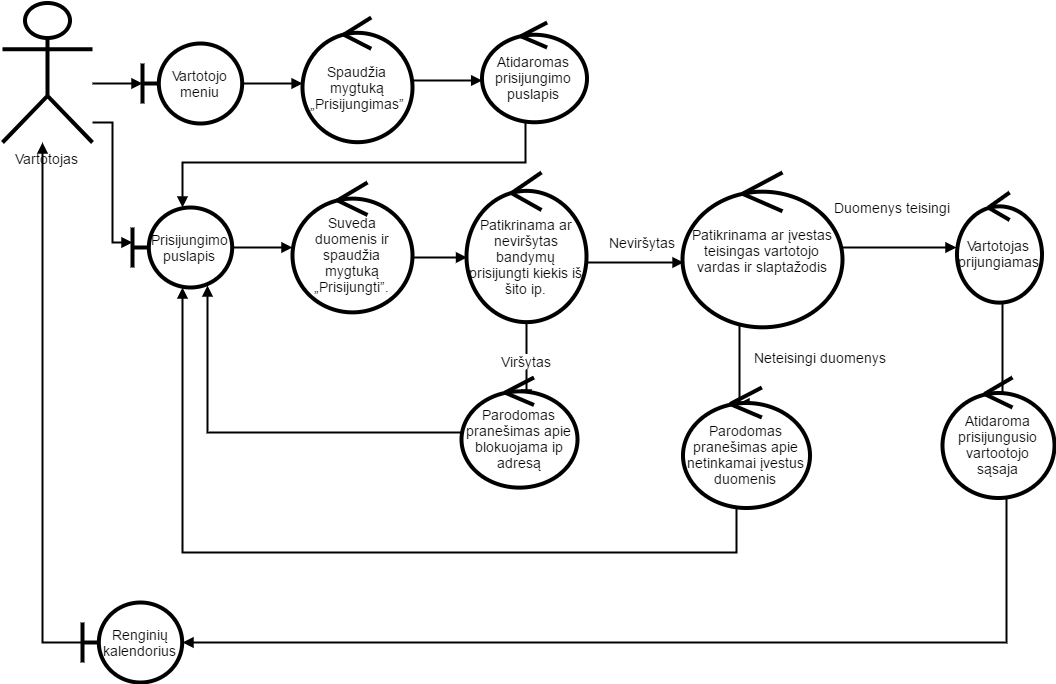 Vartotojas
Vartotojo
meniu
Spaudžia
mygtuką
„Prisijungimas”
Atidaromas
prisijungimo
puslapis
Prisijungimo
puslapis
Suveda
duomenis ir
spaudžia
mygtuką
„Prisijungti”.
Patikrinama ar
neviršytas
bandymų
prisijungti kiekis iš
šito ip.
Neviršytas
Patikrinama ar įvestas
teisingas vartotojo
vardas ir slaptažodis
Duomenys teisingi
Vartotojas
prijungiamas
Viršytas
Neteisingi duomenys
Parodomas
pranešimas apie
blokuojama ip
adresą
Parodomas
pranešimas apie
netinkamai įvestus
duomenis
Atidaroma
prisijungusio
vartootojo
sąsaja
Renginių
kalendorius